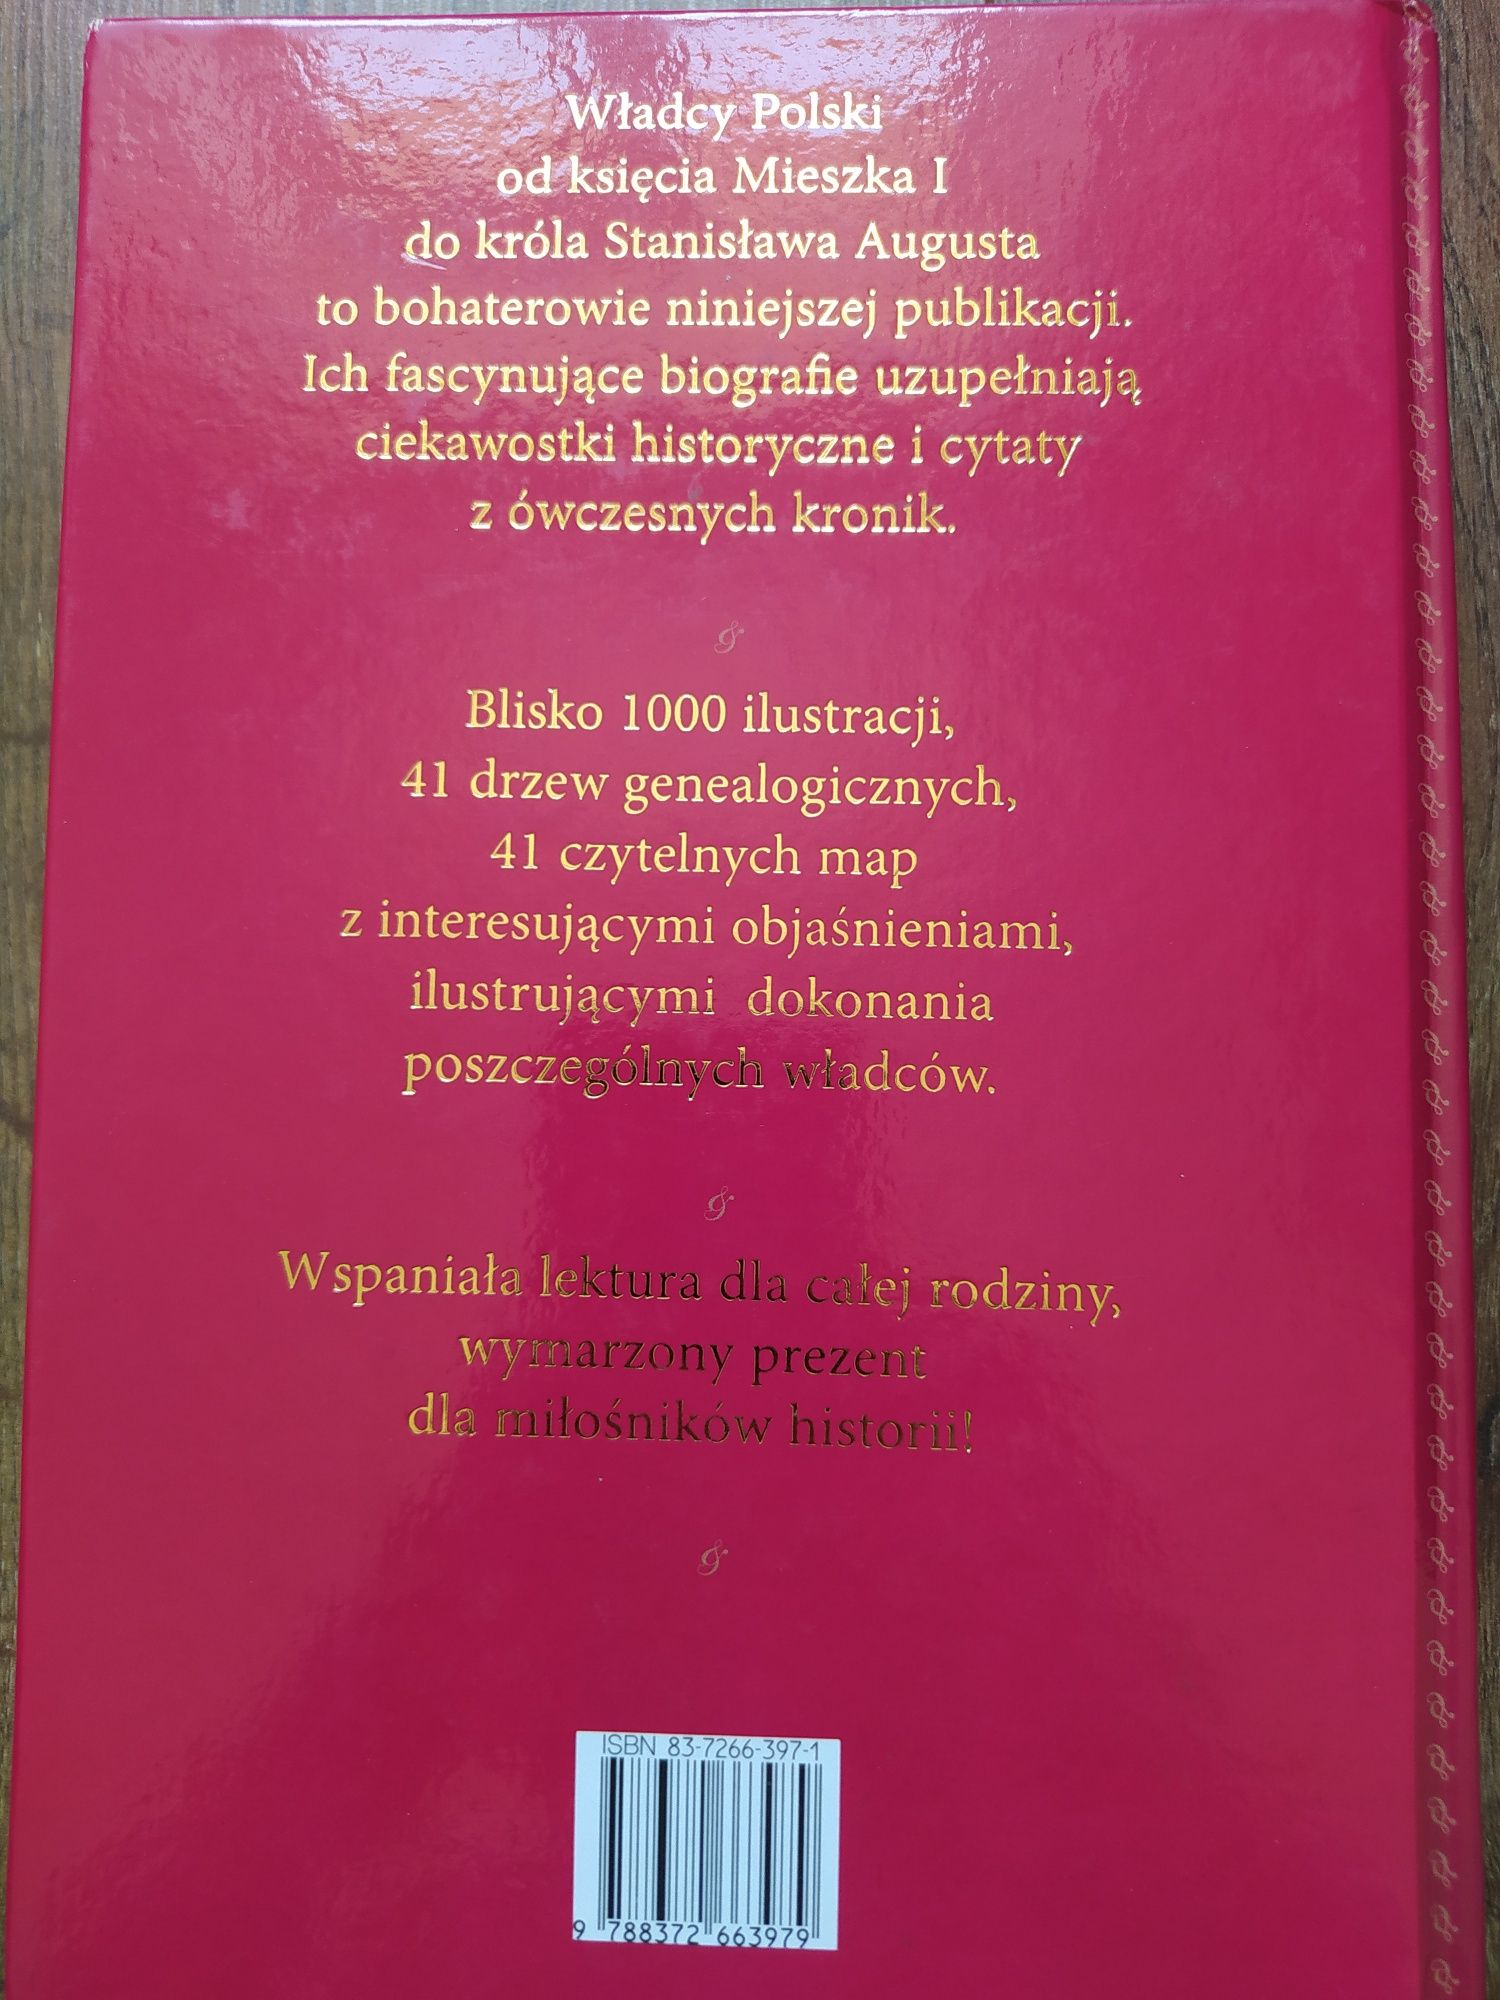 Władcy Polski
od księcia Mieszka I
do króla Stanisława Augusta
to bohaterowie niniejszej publikacji.
Ich fascynujące biografie uzupełniają
ciekawostki historyczne i cytaty
z ówczesnych kronik.
Blisko 1000 ilustracji,
41 drzew genealogicznych,
41 czytelnych map
z interesującymi objaśnieniami,
ilustrującymi dokonania
poszczególnych władców.
Wspaniała lektura dla całej rodziny,
wymarzony prezent
dla miłośników historii!
ISBN 83-7266-397-1
9 788372 663979